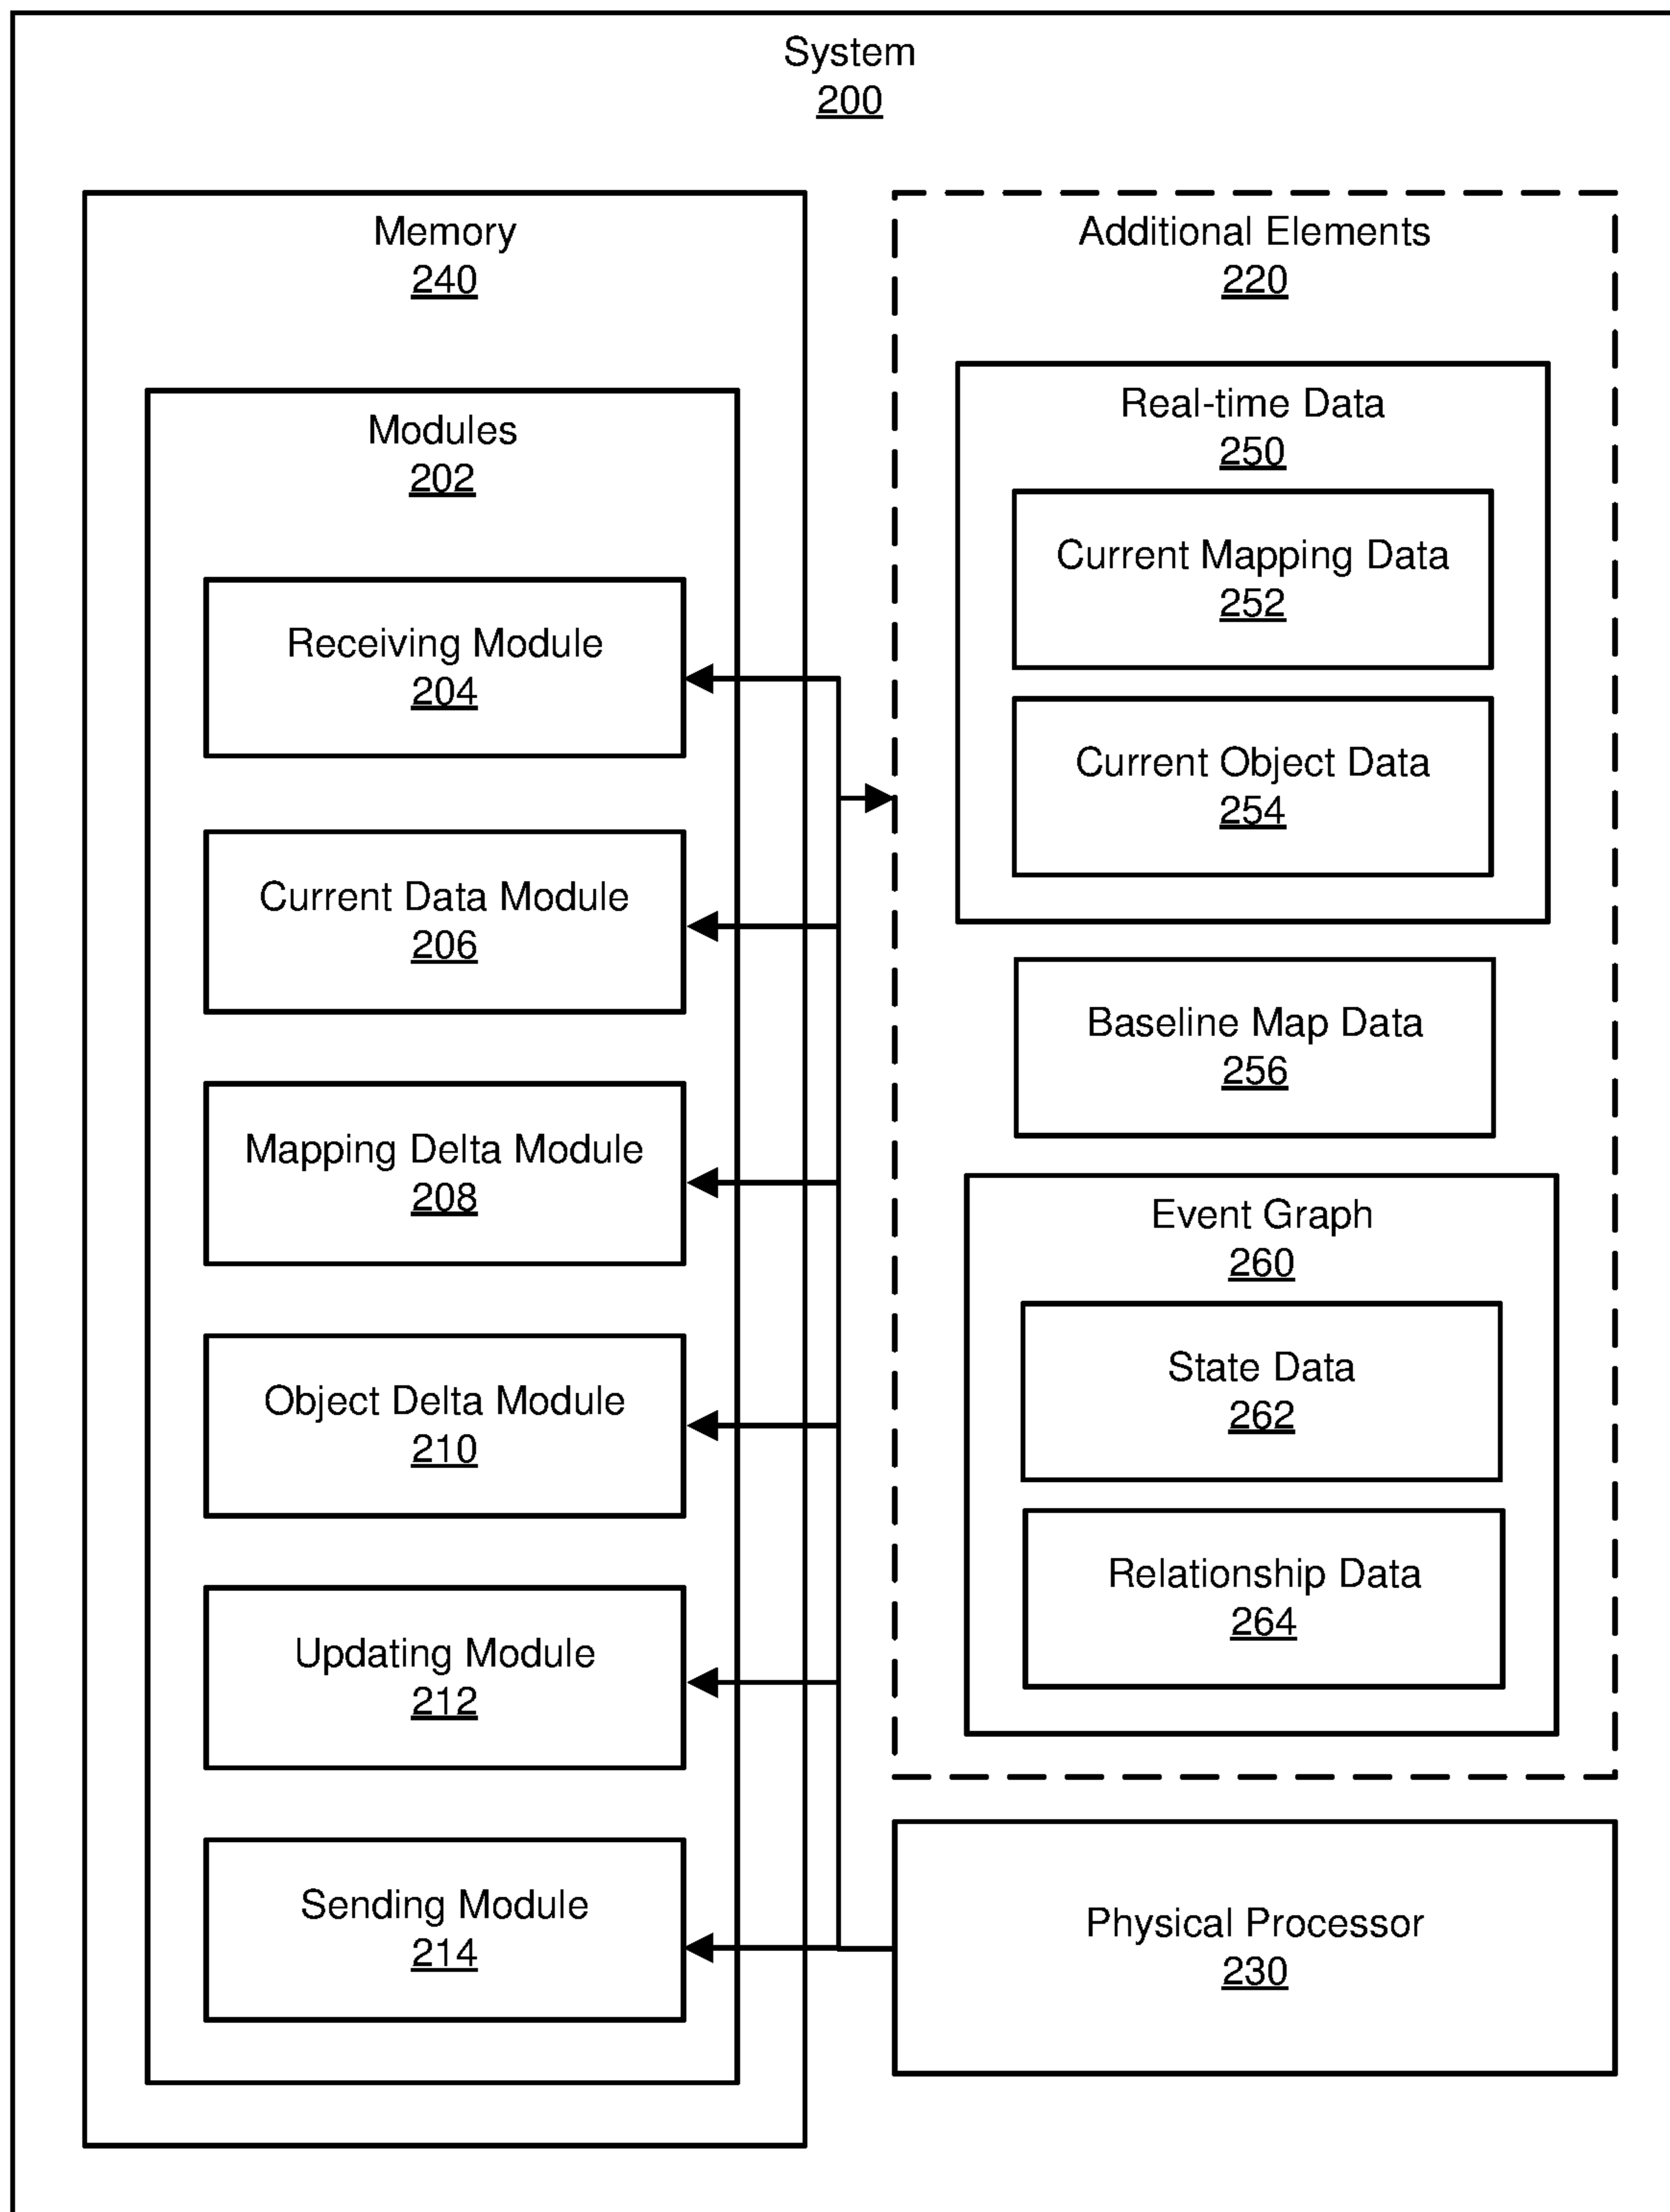 System
200
Memory
240
Modules
202
Receiving Module
204
Current Data Module
206
Mapping Delta Module
208
Object Delta Module
210
Updating Module
212
Sending Module
214
Additional Elements
220
Real-time Data
250
Current Mapping Data
252
Current Object Data
254
Baseline Map Data
256
Event Graph
260
State Data
262
Relationship Data
264
Physical Processor
230